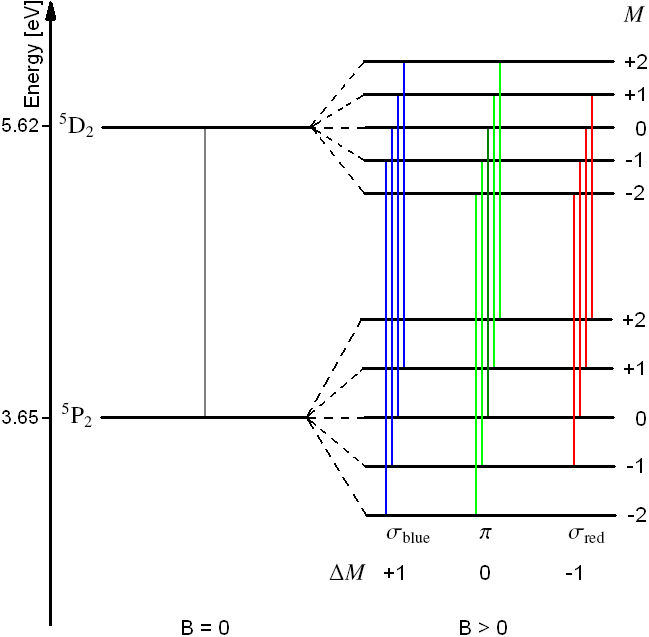 Energy [eV]
M
+2
+1
5.62
⁵D₂
0
-1
-2
+2
+1
3.65
⁵P₂
0
-1
-2
σblue
π
σred
ΔM
+1
0
-1
B = 0
B > 0